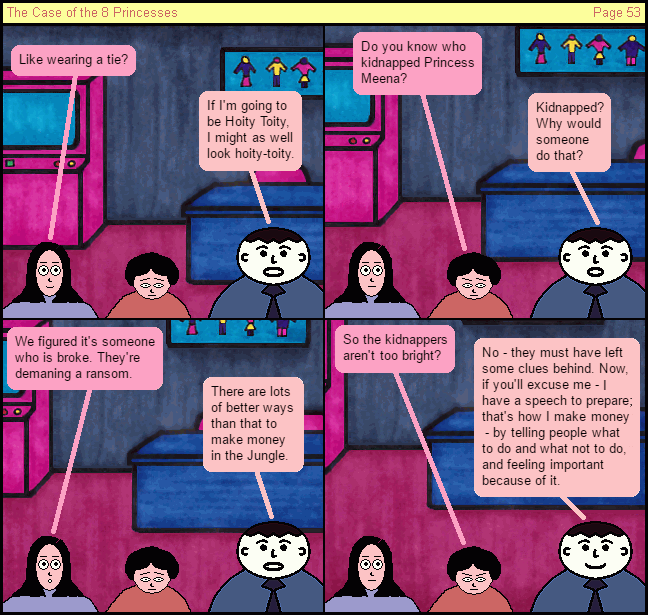 The Case of the 8 Princesses
Page 53
Like wearing a tie?
If I'm going to
be Hoity Toity,
I might as well
look hoity-toity.
Do you know who
kidnapped Princess
Meena?
Kidnapped?
Why would
someone
do that?
We figured it's someone
who is broke. They're
demaning a ransom.
There are lots
of better ways
than that to
make money
in the Jungle.
So the kidnappers
aren't too bright?
No - they must have left
some clues behind. Now,
if you'll excuse me - I
have a speech to prepare;
that's how I make money
- by telling people what
to do and what not to do,
and feeling important
because of it.